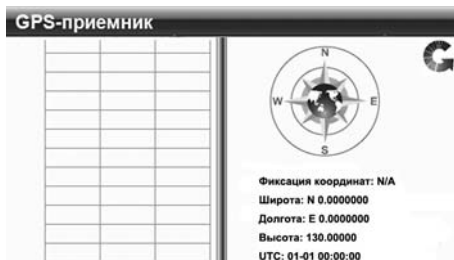 GPS-приемник
N
W E
S
Фиксация координат: N/A
Широта: N 0.0000000
Долгота: E 0.0000000
Высота: 130.00000
UTC: 01-01 00:00:00